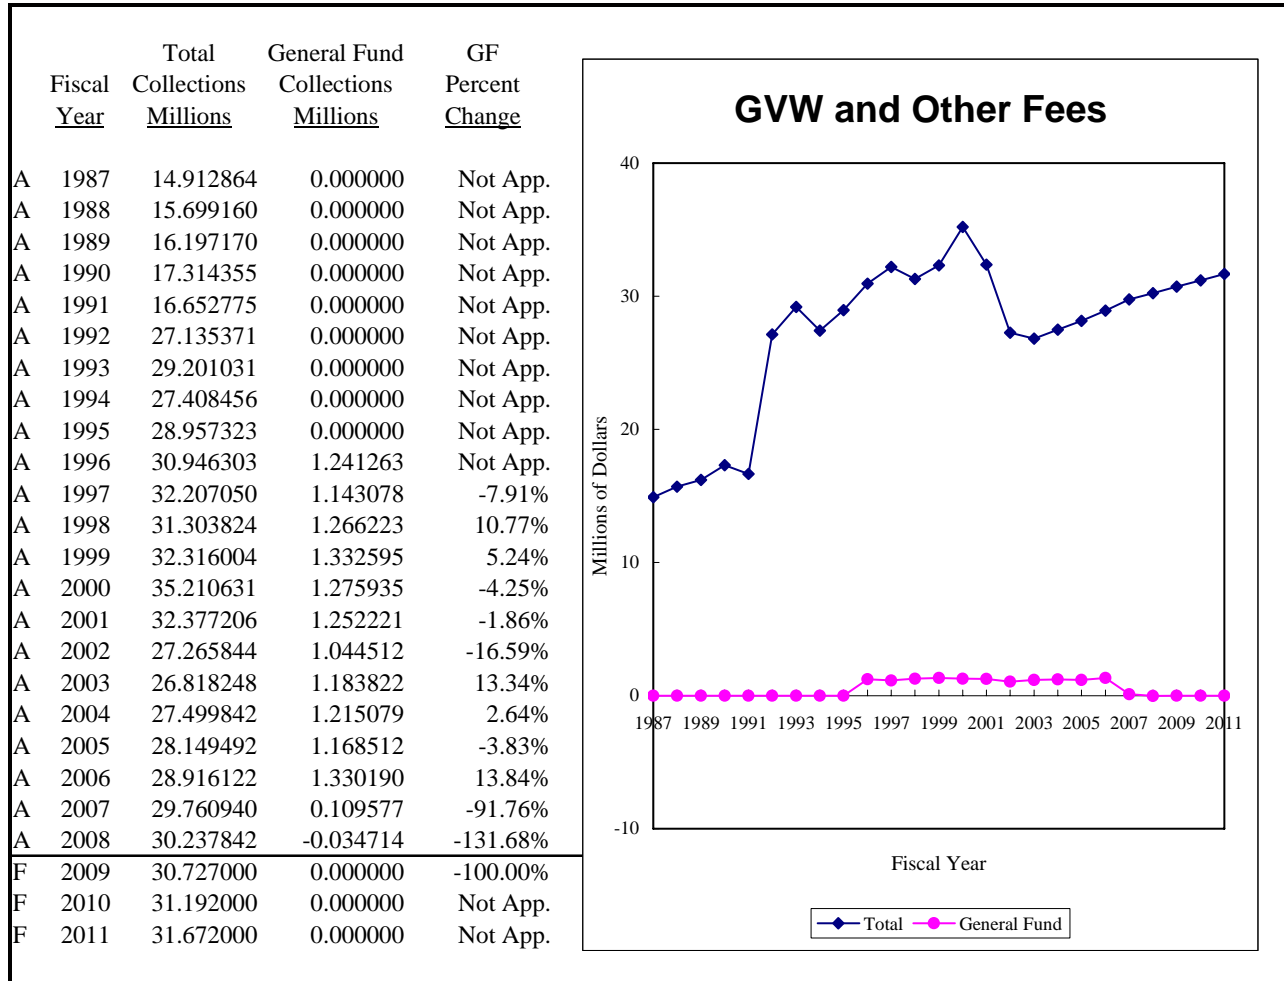 Total General Fund GF
Fiscal Collections Collections Percent
Year Millions Millions Change
A 1987 14.912864 0.000000 Not App.
A 1988 15.699160 0.000000 Not App.
A 1989 16.197170 0.000000 Not App.
A 1990 17.314355 0.000000 Not App.
A 1991 16.652775 0.000000 Not App.
A 1992 27.135371 0.000000 Not App.
A 1993 29.201031 0.000000 Not App.
A 1994 27.408456 0.000000 Not App.
A 1995 28.957323 0.000000 Not App.
A 1996 30.946303 1.241263 Not App.
A 1997 32.207050 1.143078 -7.91%
A 1998 31.303824 1.266223 10.77%
A 1999 32.316004 1.332595 5.24%
A 2000 35.210631 1.275935 -4.25%
A 2001 32.377206 1.252221 -1.86%
A 2002 27.265844 1.044512 -16.59%
A 2003 26.818248 1.183822 13.34%
A 2004 27.499842 1.215079 2.64%
A 2005 28.149492 1.168512 -3.83%
A 2006 28.916122 1.330190 13.84%
A 2007 29.760940 0.109577 -91.76%
A 2008 30.237842 -0.034714 -131.68%
F 2009 30.727000 0.000000 -100.00%
F 2010 31.192000 0.000000 Not App.
F 2011 31.672000 0.000000 Not App.
GVW and Other Fees
40
30
20
10
0
-10
Millions of Dollars
1987 1989 1991 1993 1995 1997 1999 2001 2003 2005 2007 2009 2011
Fiscal Year
Total General Fund